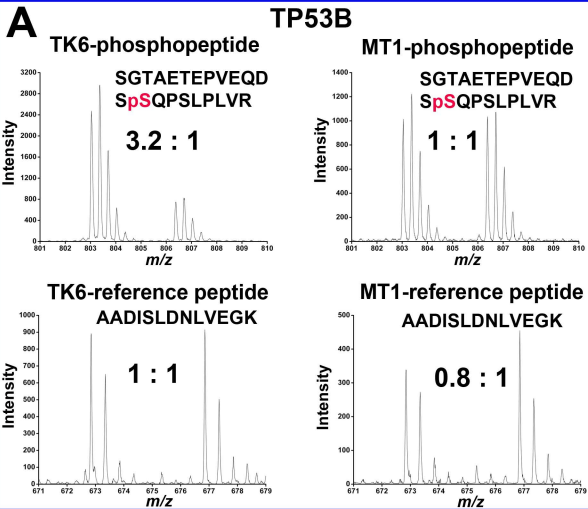 A
TP53B
TK6-phosphopeptide
SGTAETEPVEQD
SpSQPSLPLVR
3.2 : 1
Intensity
3200
2800
2400
2000
1600
1200
800
400
0
801 802 803 804 805 806 807 808 809 810
m/z
MT1-phosphopeptide
SGTAETEPVEQD
SpSQPSLPLVR
1 : 1
Intensity
1400
1200
1000
800
600
400
200
0
801 802 803 804 805 806 807 808 809 810
m/z
TK6-reference peptide
AADISLDNLVEGK
1 : 1
Intensity
1000
900
800
700
600
500
400
300
200
100
0
671 672 673 674 675 676 677 678 679
m/z
MT1-reference peptide
AADISLDNLVEGK
0.8 : 1
Intensity
500
400
300
200
100
0
671 672 673 674 675 676 677 678 679
m/z